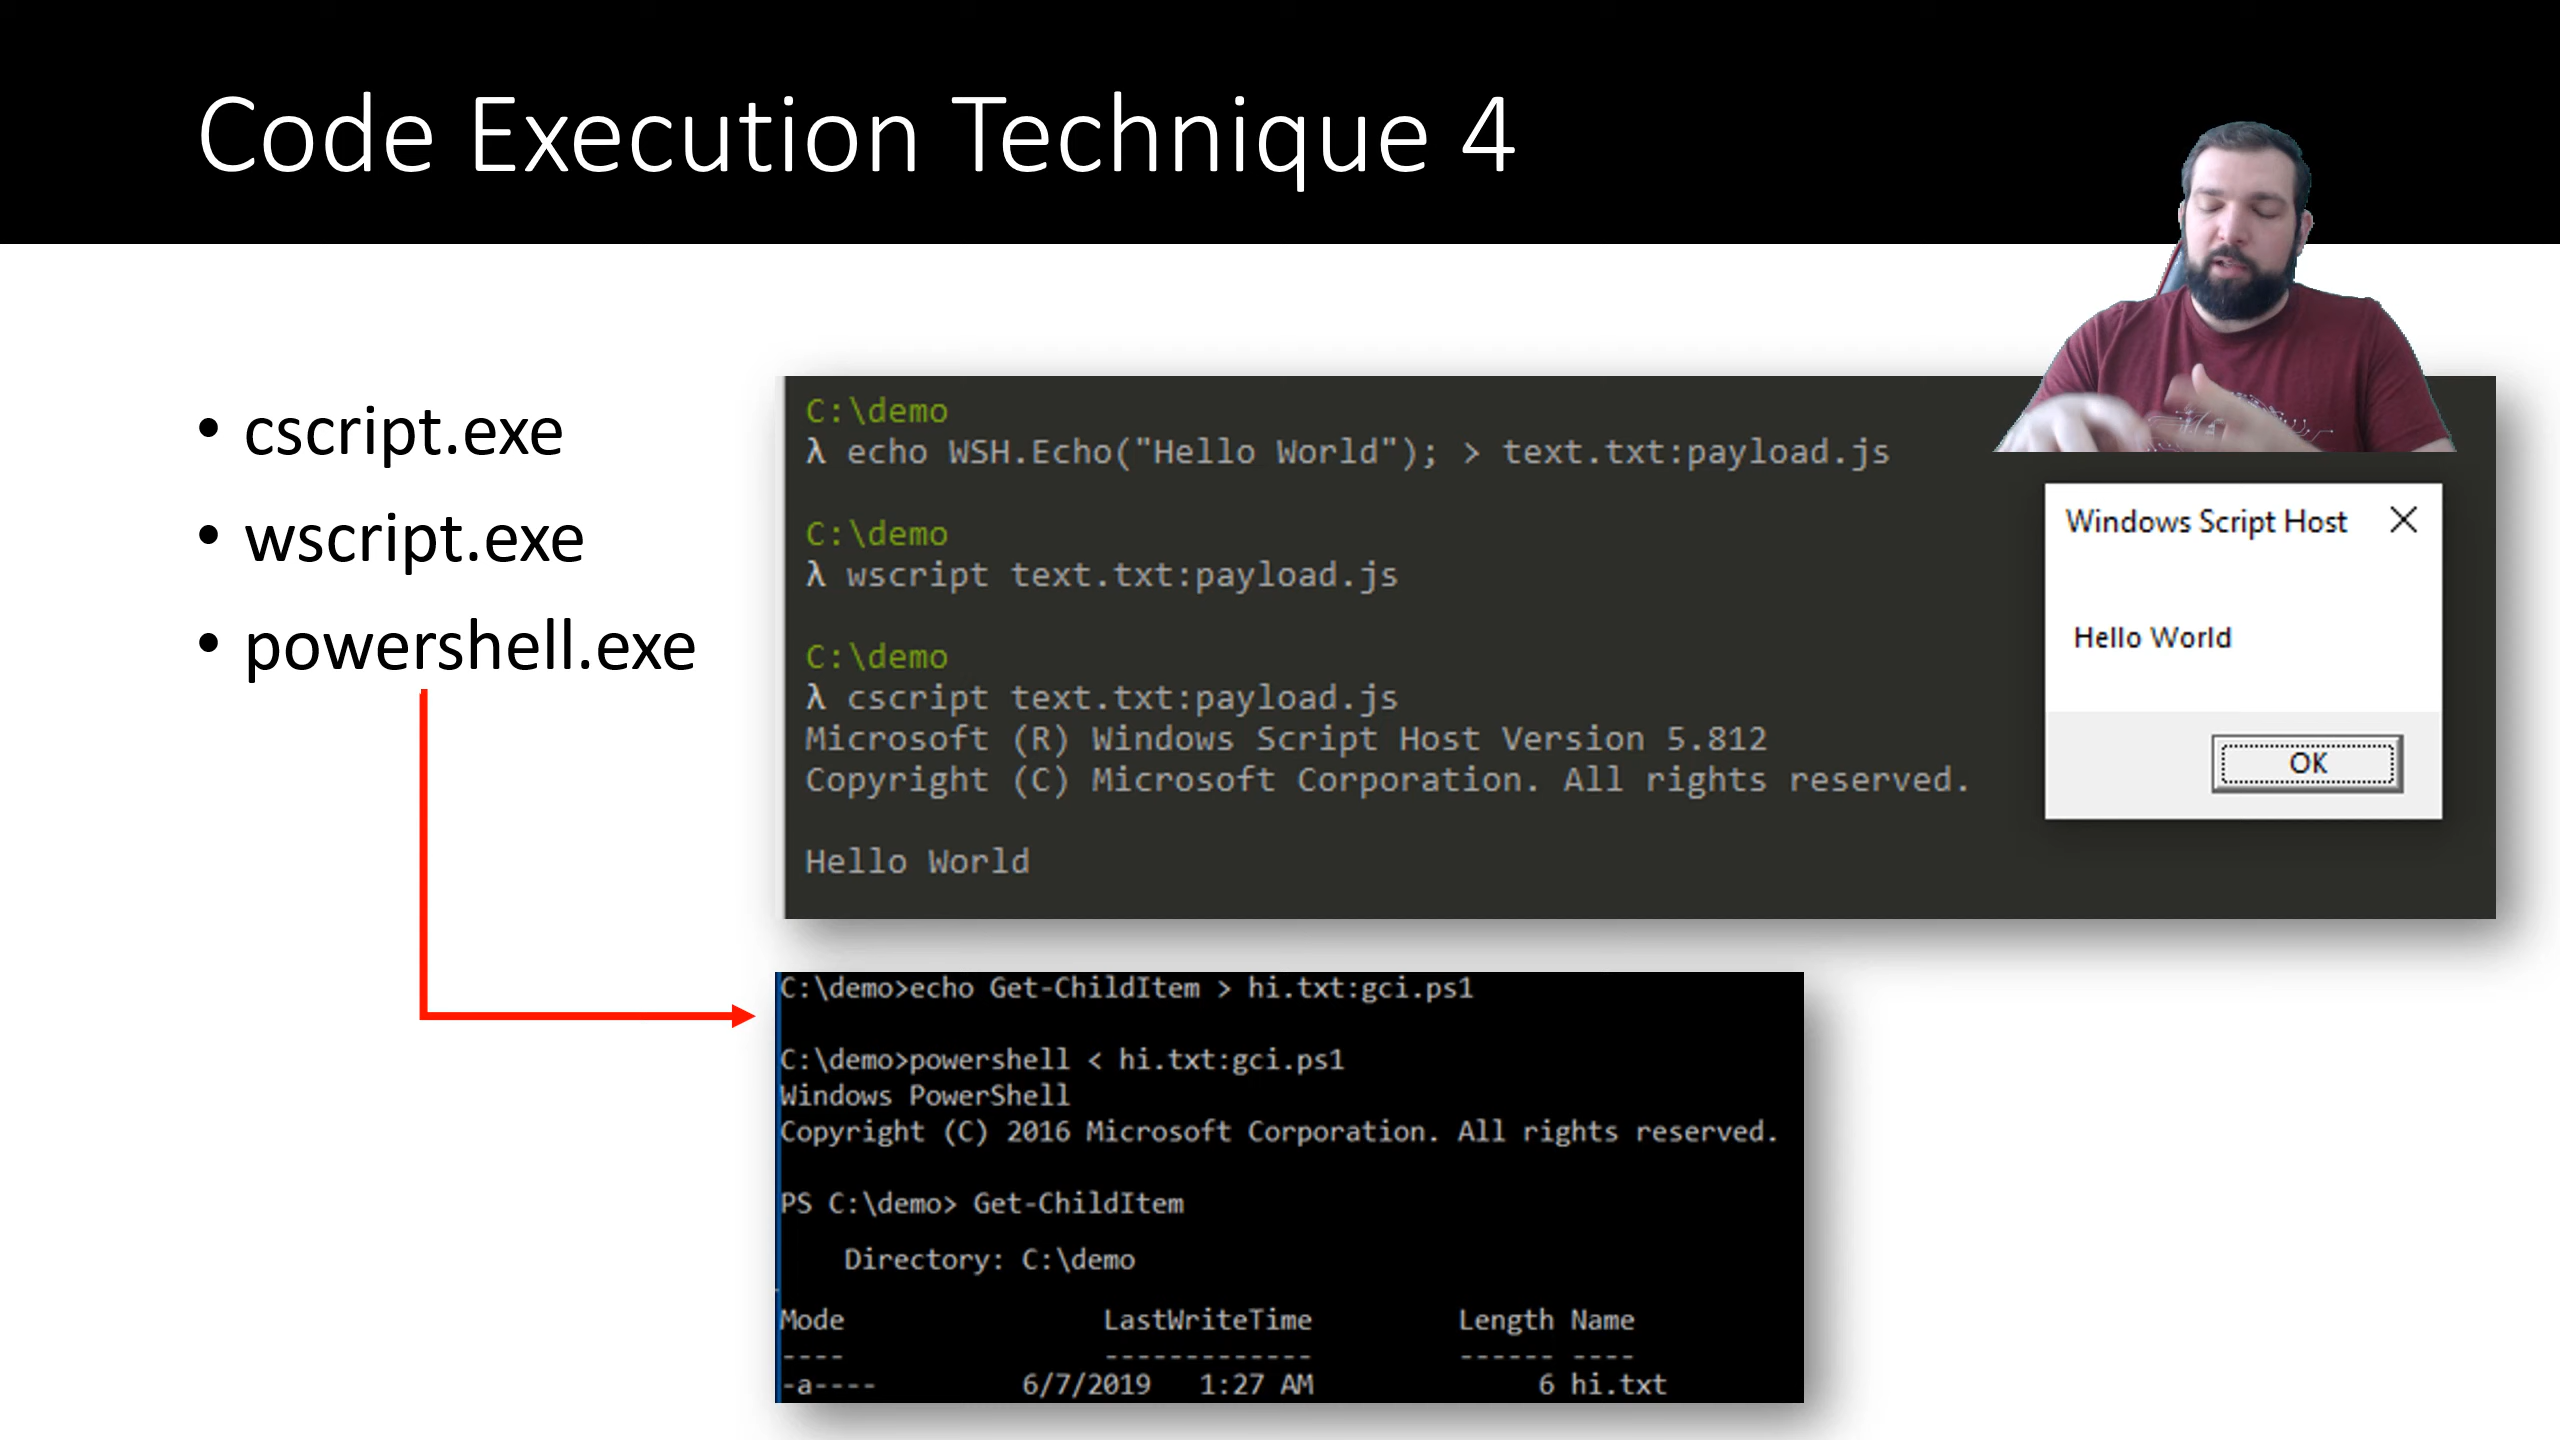 Code Execution Technique 4
• cscript.exe
• wscript.exe
• powershell.exe
C:\demo
λ echo WSH.Echo("Hello World"); > text.txt:payload.js
C:\demo
λ wscript text.txt:payload.js
C:\demo
λ cscript text.txt:payload.js
Microsoft (R) Windows Script Host Version 5.812
Copyright (C) Microsoft Corporation. All rights reserved.
Hello World
Windows Script Host
Hello World
OK
C:\demo>echo Get-ChildItem > hi.txt:gci.ps1
C:\demo>powershell < hi.txt:gci.ps1
Windows PowerShell
Copyright (C) 2016 Microsoft Corporation. All rights reserved.
PS C:\demo> Get-ChildItem
Directory: C:\demo
Mode LastWriteTime Length Name
---- ------------- ------ ----
-a---- 6/7/2019 1:27 AM 6 hi.txt